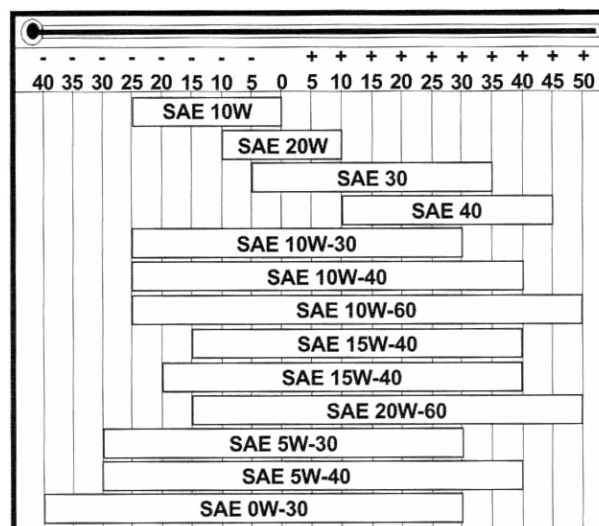 - - - - - - - - + + + + + + + + + +
40 35 30 25 20 15 10 5 0 5 10 15 20 25 30 35 40 45 50
SAE 10W
SAE 20W
SAE 30
SAE 40
SAE 10W-30
SAE 10W-40
SAE 10W-60
SAE 15W-40
SAE 15W-40
SAE 20W-60
SAE 5W-30
SAE 5W-40
SAE 0W-30